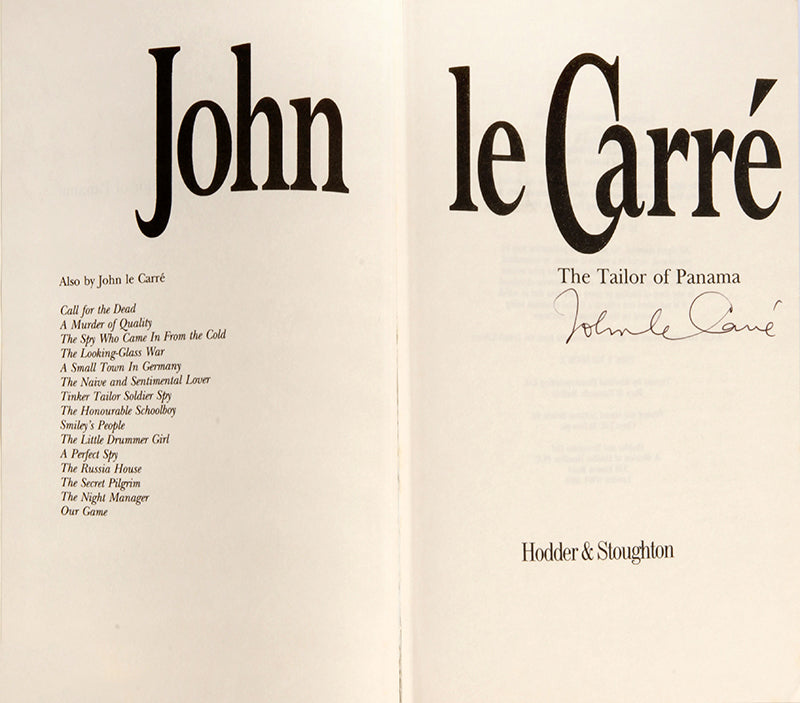 John
Also by John le Carré
Call for the Dead
A Murder of Quality
The Spy Who Came In From the Cold
The Looking-Glass War
A Small Town In Germany
The Naive and Sentimental Lover
Tinker Tailor Soldier Spy
The Honourable Schoolboy
Smiley's People
The Little Drummer Girl
A Perfect Spy
The Russia House
The Secret Pilgrim
The Night Manager
Our Game
le Carré
The Tailor of Panama
John le Carré
Hodder & Stoughton